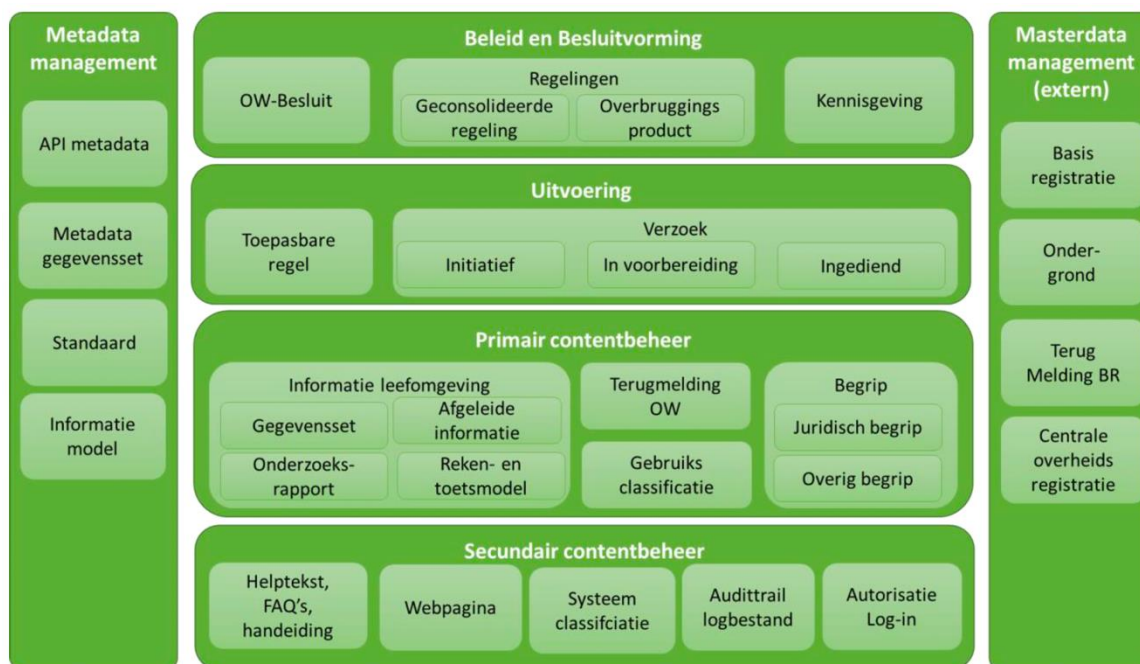 Metadata
management
API metadata
Metadata
gegevensset
Standaard
Informatie
model
Beleid en Besluitvorming
OW-Besluit
Regelingen
Geconsolideerde
regeling
Overbruggings
product
Kennisgeving
Uitvoering
Toepasbare
regel
Verzoek
Initiatief
In voorbereiding
Ingediend
Primair contentbeheer
Informatie leefomgeving
Gegevensset
Afgeleide
informatie
Onderzoeks-
rapport
Reken- en
toetsmodel
Terugmelding
OW
Gebruiks
classificatie
Begrip
Juridisch begrip
Overig begrip
Secundair contentbeheer
Helptekst,
FAQ's,
handeiding
Webpagina
Systeem
classifciatie
Audittrail
logbestand
Autorisatie
Log-in
Masterdata
management
(extern)
Basis
registratie
Onder-
grond
Terug
Melding BR
Centrale
overheids
registratie